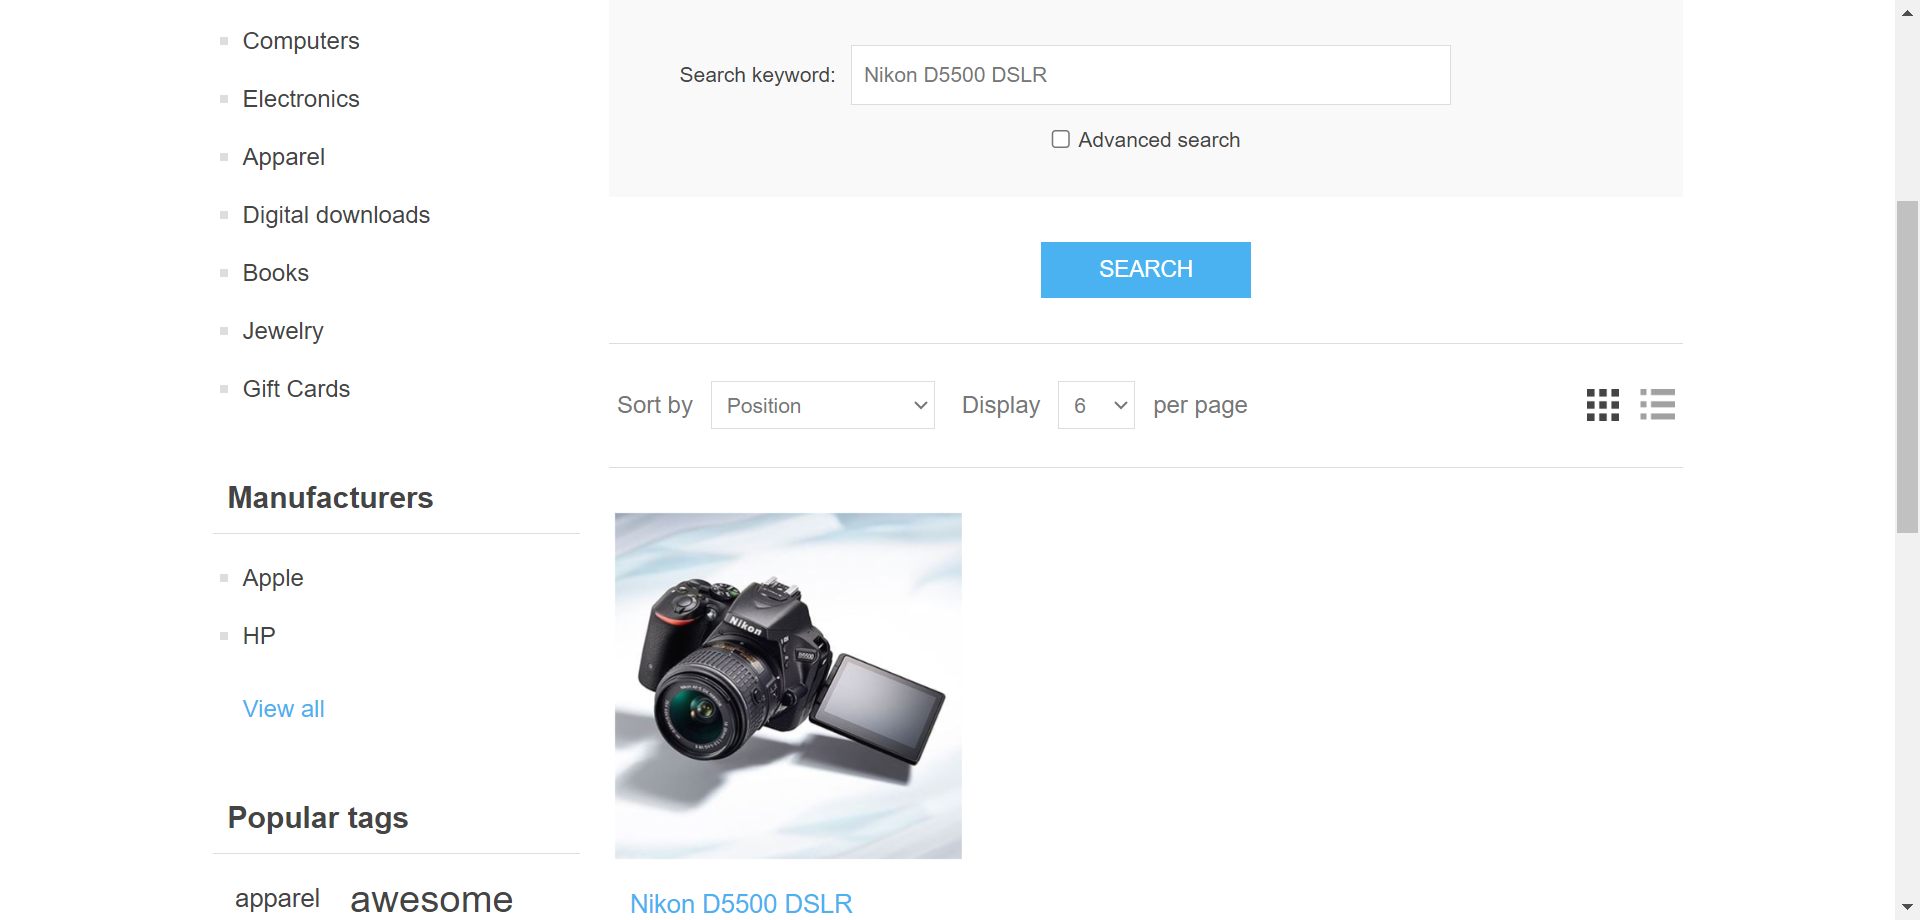 Computers
Electronics
Apparel
Digital downloads
Books
Jewelry
Gift Cards
Manufacturers
Apple
HP
View all
Popular tags
apparel awesome
Search keyword: Nikon D5500 DSLR
Advanced search
SEARCH
Sort by Position Display 6 per page
Nikon
D5500
Nikon D5500 DSLR